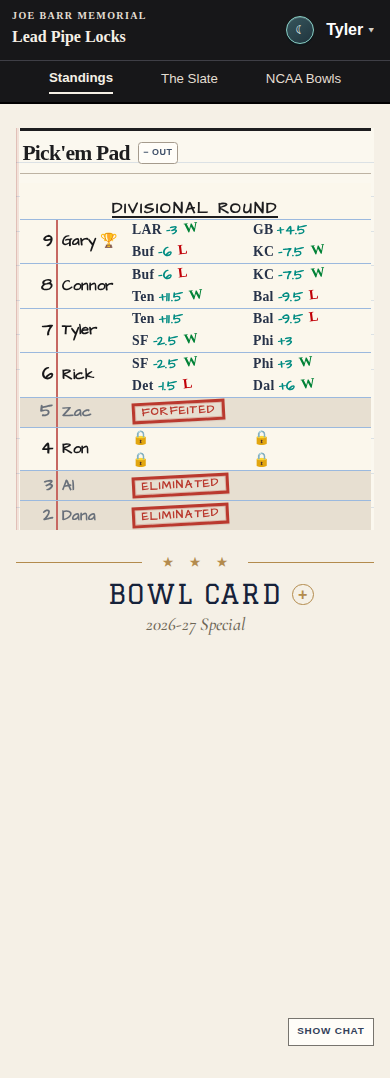 JOE BARR MEMORIAL
Lead Pipe Locks
Tyler ▾
Standings The Slate NCAA Bowls
Pick'em Pad − OUT
DIVISIONAL ROUND
9 Gary 🏆 LAR -3 W GB +4.5
Buf -6 L KC -7.5 W
8 Connor Buf -6 L KC -7.5 W
Ten +11.5 W Bal -9.5 L
7 Tyler Ten +11.5 Bal -9.5 L
SF -2.5 W Phi +3
6 Rick SF -2.5 W Phi +3 W
Det -1.5 L Dal +6 W
5 Zac FORFEITED
4 Ron 🔒 🔒
🔒 🔒
3 Al ELIMINATED
2 Dana ELIMINATED
★ ★ ★
BOWL CARD +
2026-27 Special
SHOW CHAT